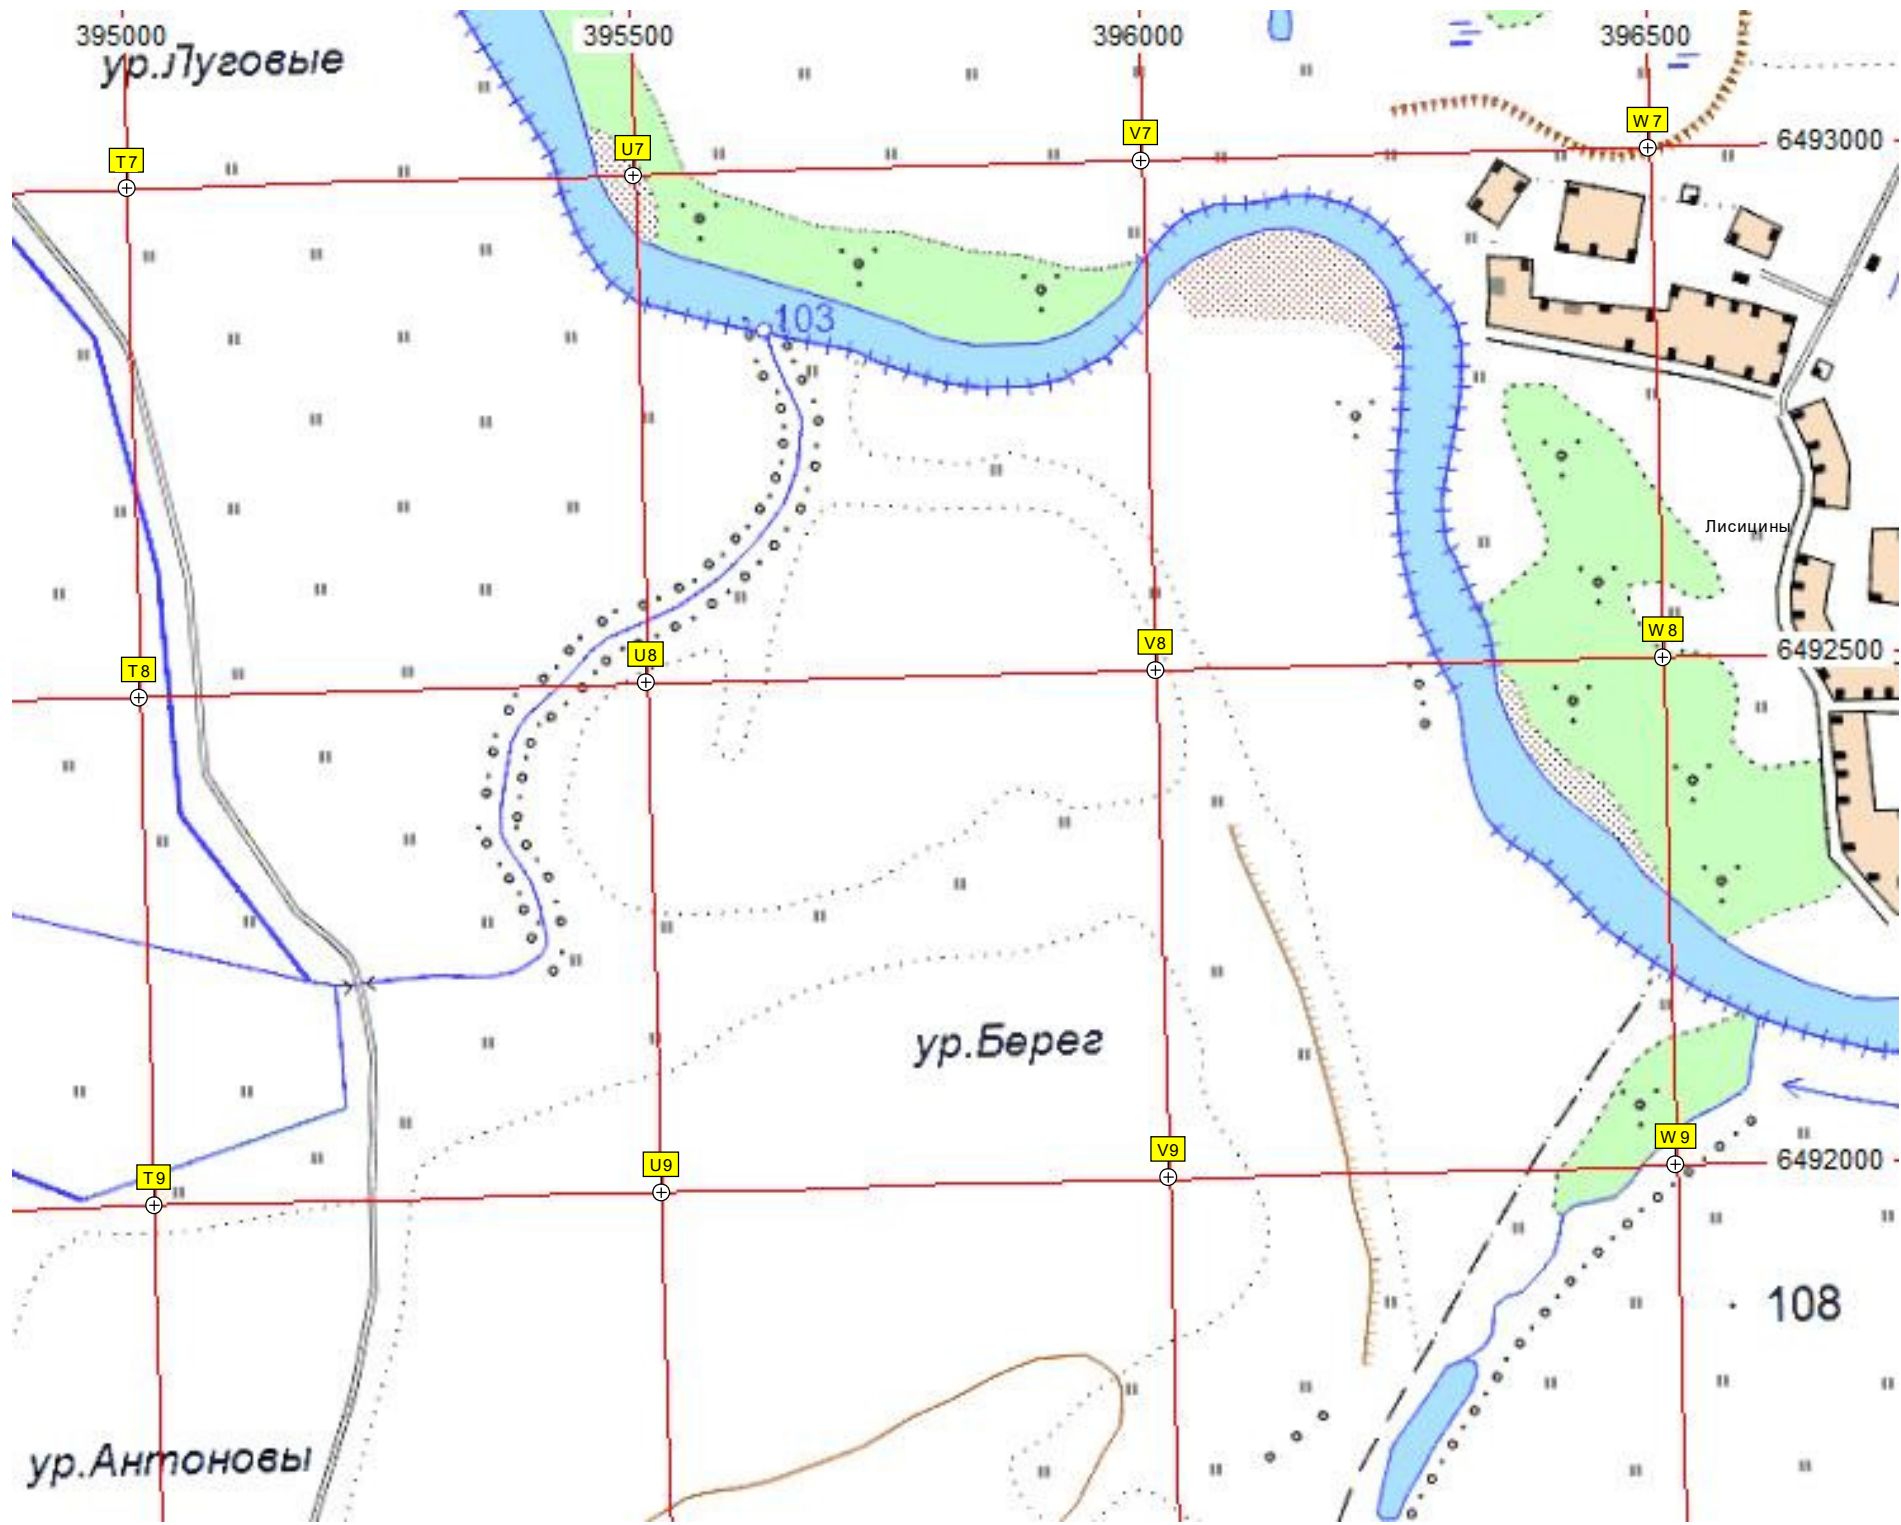 395000 395500 396000 396500
ур.Луговые
W7 6493000
V7
U7
T7
103
Лисицины
W8 6492500
V8
U8
T8
ур.Берег
W9 6492000
V9
U9
T9
108
ур.Антоновы